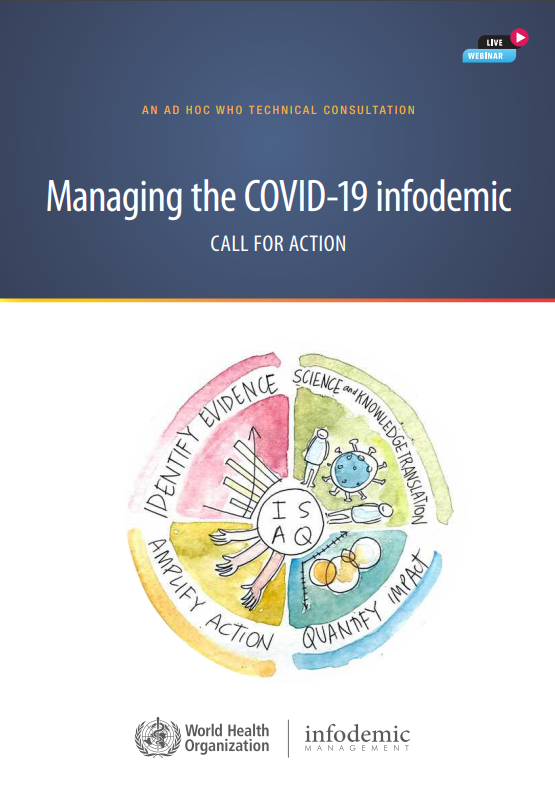 LIVE
WEBINAR
AN AD HOC WHO TECHNICAL CONSULTATION
Managing the COVID-19 infodemic
CALL FOR ACTION
IDENTIFY EVIDENCE
SCIENCE and KNOWLEDGE TRANSLATION
I S
A Q
AMPLIFY ACTION
QUANTIFY IMPACT
World Health
Organization
infodemic
MANAGEMENT